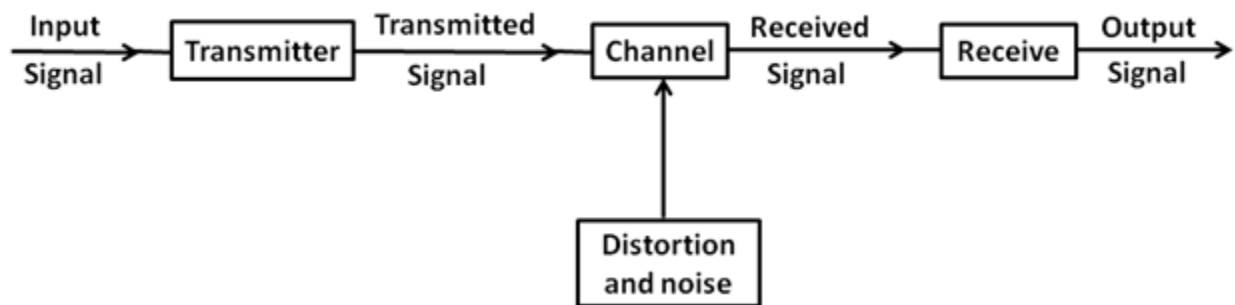 Input
Signal
Transmitter
Transmitted
Signal
Channel
Received
Signal
Receive
Output
Signal
Distortion
and noise